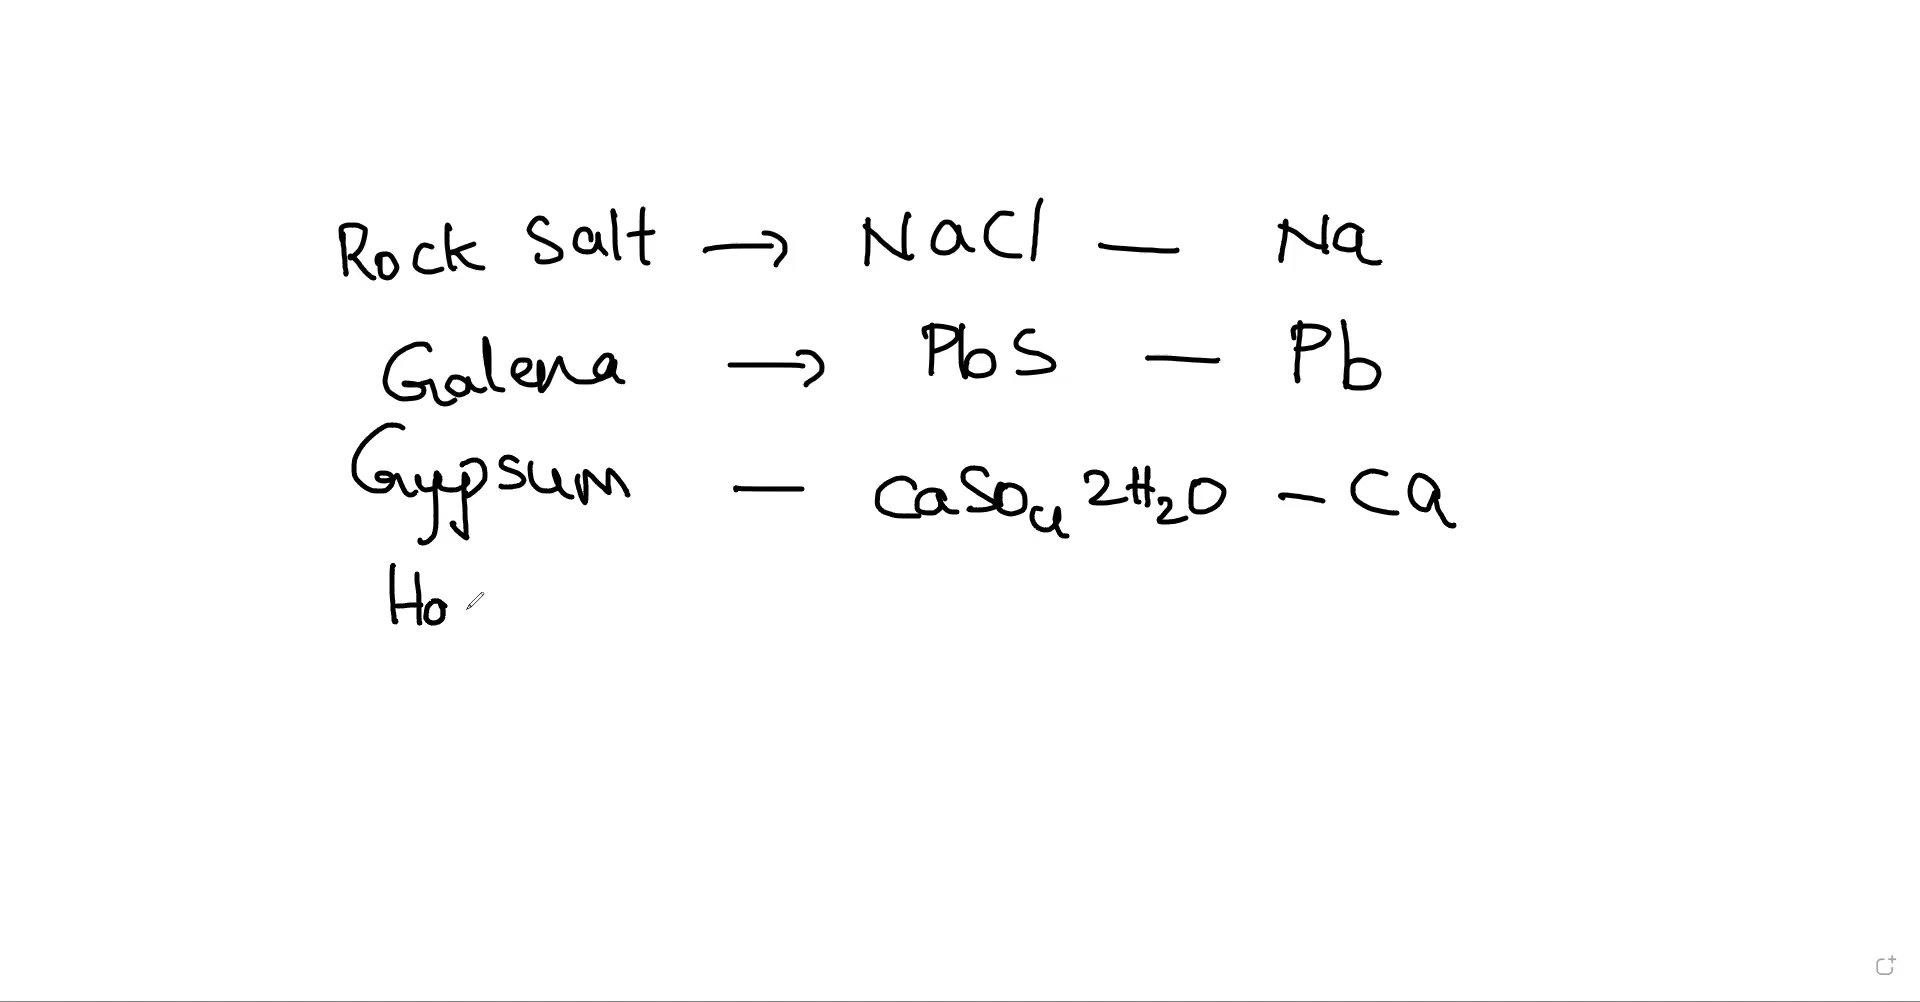 Rock Salt → NaCl — Na
Galena → PbS — Pb
Gypsum — CaSO₄ 2H₂O — Ca
Ho